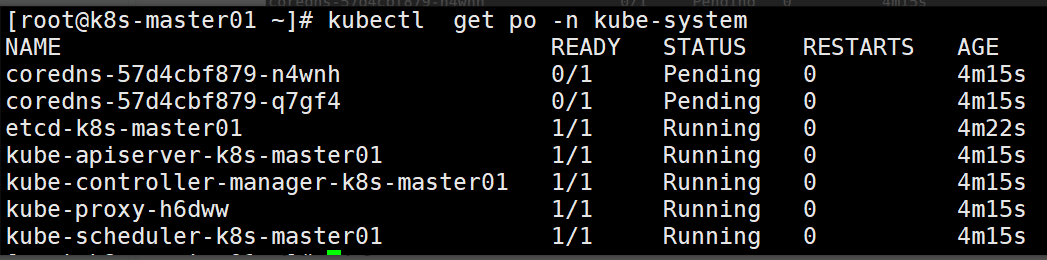 [root@k8s-master01 ~]# kubectl  get po -n kube-system
NAME                                   READY   STATUS    RESTARTS   AGE
coredns-57d4cbf879-n4wnh               0/1     Pending   0          4m15s
coredns-57d4cbf879-q7gf4               0/1     Pending   0          4m15s
etcd-k8s-master01                      1/1     Running   0          4m22s
kube-apiserver-k8s-master01            1/1     Running   0          4m15s
kube-controller-manager-k8s-master01   1/1     Running   0          4m15s
kube-proxy-h6dww                       1/1     Running   0          4m15s
kube-scheduler-k8s-master01            1/1     Running   0          4m15s